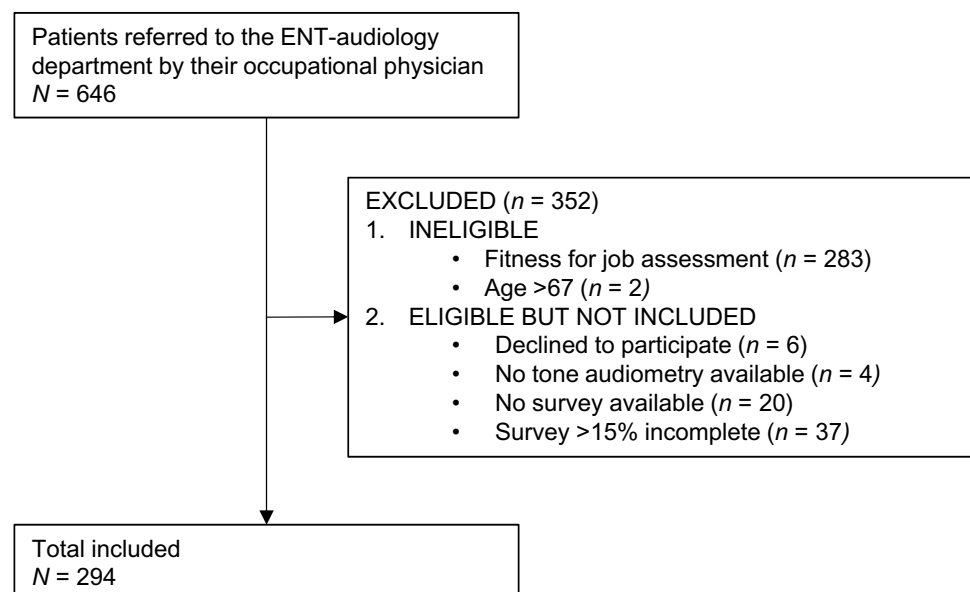 Patients referred to the ENT-audiology
department by their occupational physician
N = 646
EXCLUDED (n = 352)
1. INELIGIBLE
• Fitness for job assessment (n = 283)
• Age >67 (n = 2)
2. ELIGIBLE BUT NOT INCLUDED
• Declined to participate (n = 6)
• No tone audiometry available (n = 4)
• No survey available (n = 20)
• Survey >15% incomplete (n = 37)
Total included
N = 294